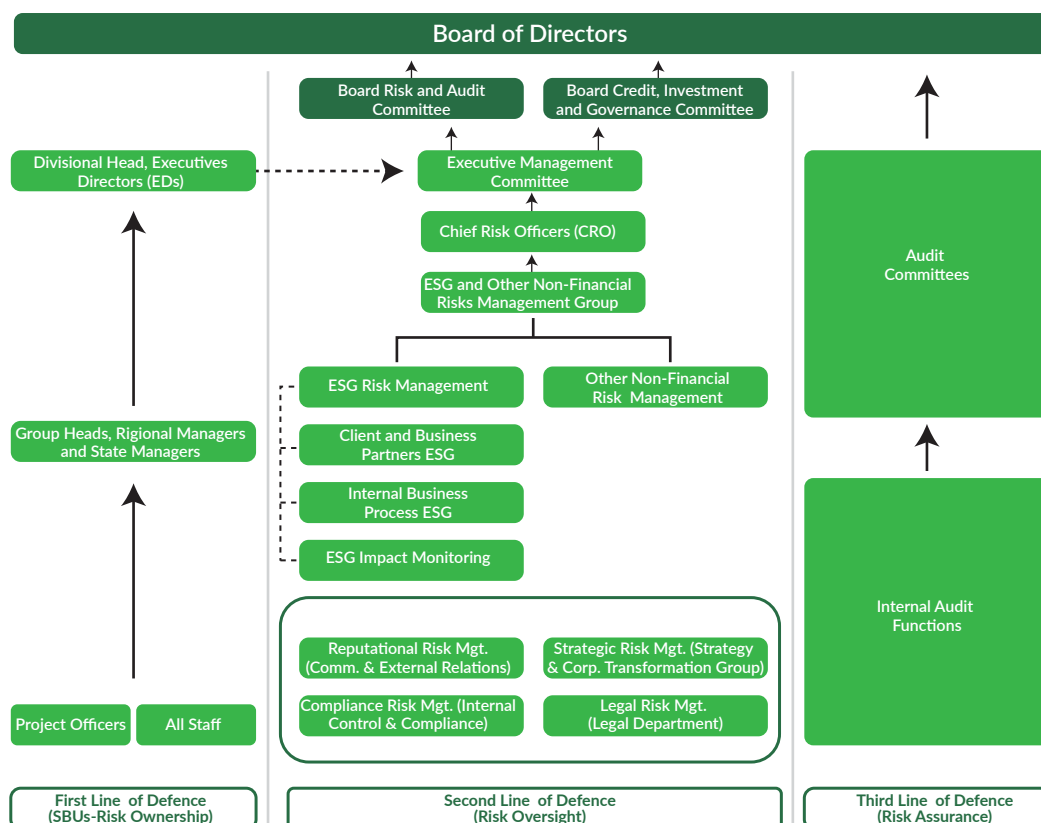 Board of Directors
Board Risk and Audit
Committee
Board Credit, Investment
and Governance Committee
Divisional Head, Executives
Directors (EDs)
Executive Management
Committee
Chief Risk Officers (CRO)
ESG and Other Non-Financial
Risks Management Group
Audit
Committees
ESG Risk Management
Other Non-Financial
Risk Management
Group Heads, Rigional Managers
and State Managers
Client and Business
Partners ESG
Internal Business
Process ESG
ESG Impact Monitoring
Internal Audit
Functions
Reputational Risk Mgt.
(Comm. & External Relations)
Strategic Risk Mgt. (Strategy
& Corp. Transformation Group)
Compliance Risk Mgt. (Internal
Control & Compliance)
Legal Risk Mgt.
(Legal Department)
Project Officers
All Staff
First Line of Defence
(SBUs-Risk Ownership)
Second Line of Defence
(Risk Oversight)
Third Line of Defence
(Risk Assurance)